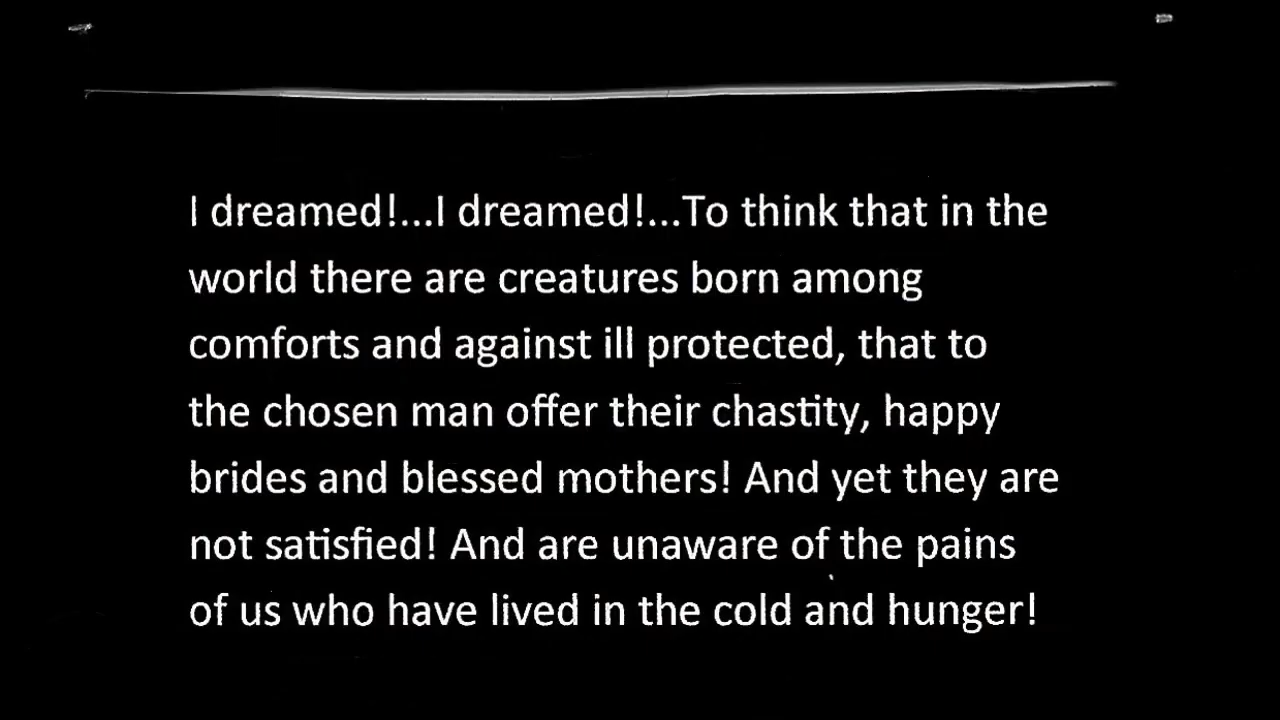 I dreamed!...I dreamed!...To think that in the
world there are creatures born among
comforts and against ill protected, that to
the chosen man offer their chastity, happy
brides and blessed mothers! And yet they are
not satisfied! And are unaware of the pains
of us who have lived in the cold and hunger!